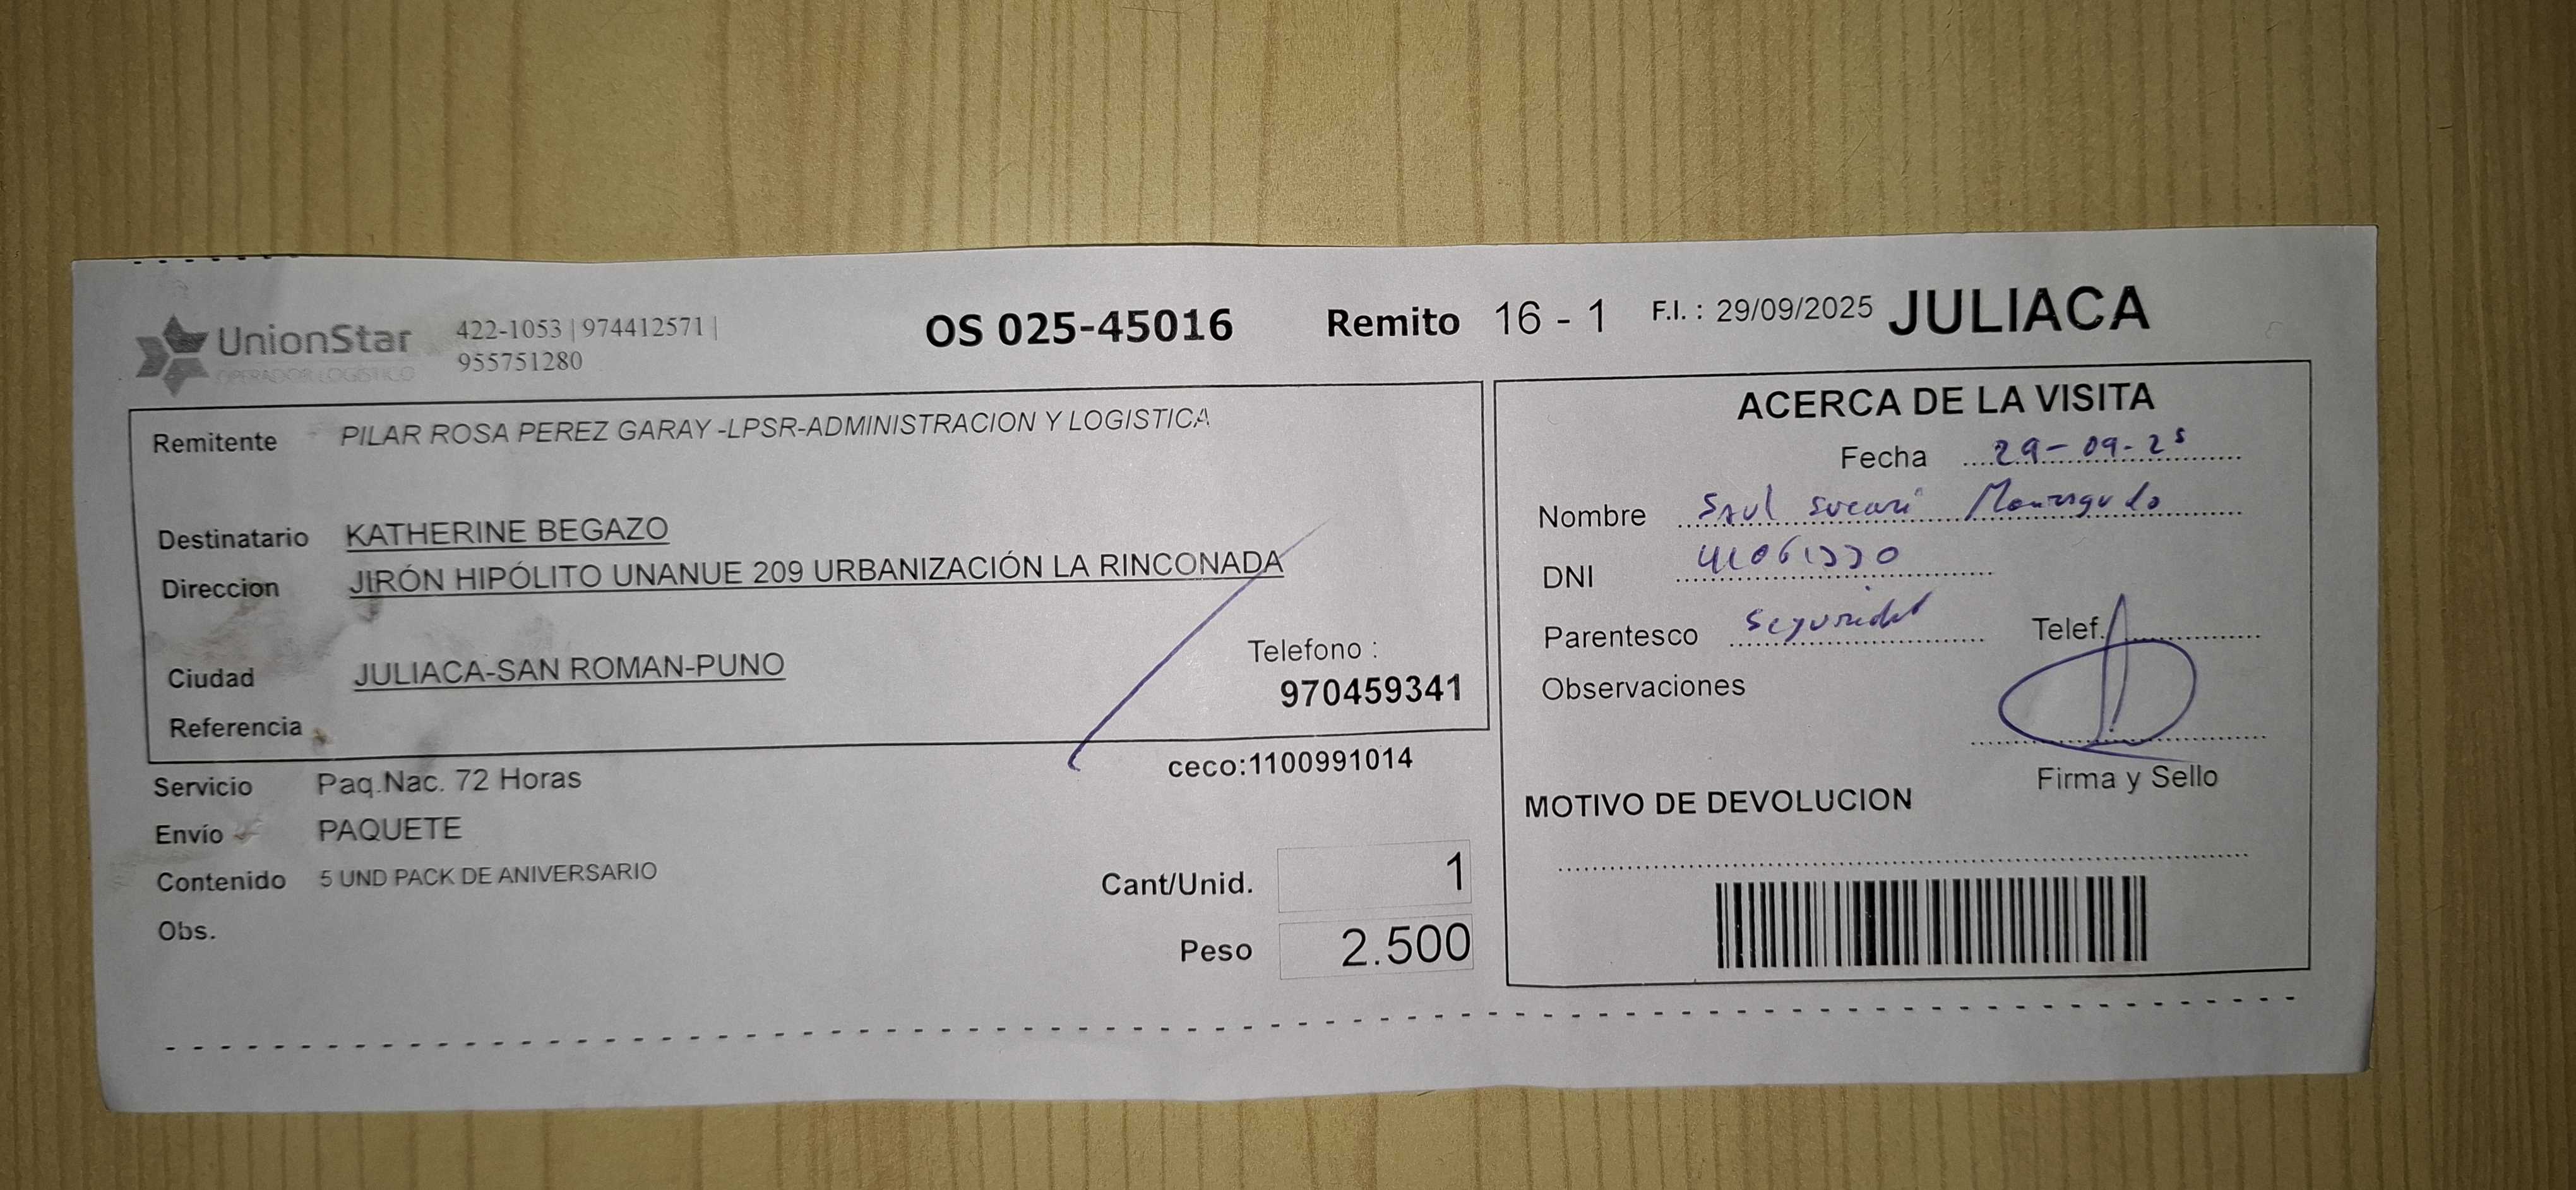 UnionStar
OPERADOR LOGÍSTICO
422-1053 | 974412571 |
955751280
OS 025-45016
Remito 16 - 1
F.I. : 29/09/2025
JULIACA
Remitente PILAR ROSA PEREZ GARAY -LPSR-ADMINISTRACION Y LOGISTICA
Destinatario KATHERINE BEGAZO
Direccion JIRÓN HIPÓLITO UNANUE 209 URBANIZACIÓN LA RINCONADA
Ciudad JULIACA-SAN ROMAN-PUNO
Telefono :
970459341
Referencia
ceco:1100991014
Servicio Paq.Nac. 72 Horas
Envío PAQUETE
Contenido 5 UND PACK DE ANIVERSARIO
Obs.
Cant/Unid. 1
Peso 2.500
ACERCA DE LA VISITA
Fecha 29-09-25
Nombre Saul Sucari
DNI
Parentesco Seguridad Telef.
Observaciones
Firma y Sello
MOTIVO DE DEVOLUCION